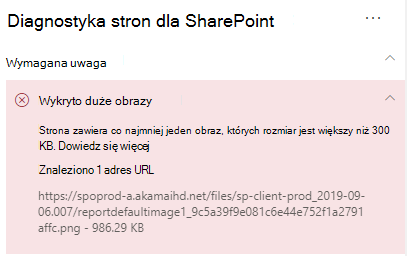 Diagnostyka stron dla SharePoint
Wymagana uwaga
Wykryto duże obrazy
Strona zawiera co najmniej jeden obraz, których rozmiar jest większy niż 300
KB. Dowiedz się więcej
Znaleziono 1 adres URL
https://spoprod-a.akamaihd.net/files/sp-client-prod_2019-09-
06.007/reportdefaultimage1_9c5a39f9e081c6e44e752f1a2791
affc.png - 986.29 KB